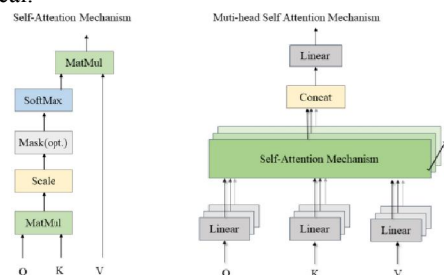 Self-Attention Mechanism
MatMul
SoftMax
Mask(opt.)
Scale
MatMul
Q K V
Muti-head Self Attention Mechanism
Linear
Concat
Self-Attention Mechanism
Linear Linear Linear
Q K V